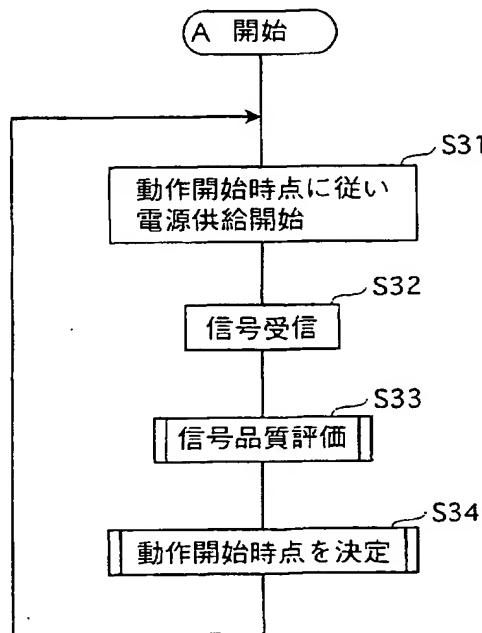 A 開始
S31
動作開始時点に従い
電源供給開始
S32
信号受信
S33
信号品質評価
S34
動作開始時点を決定